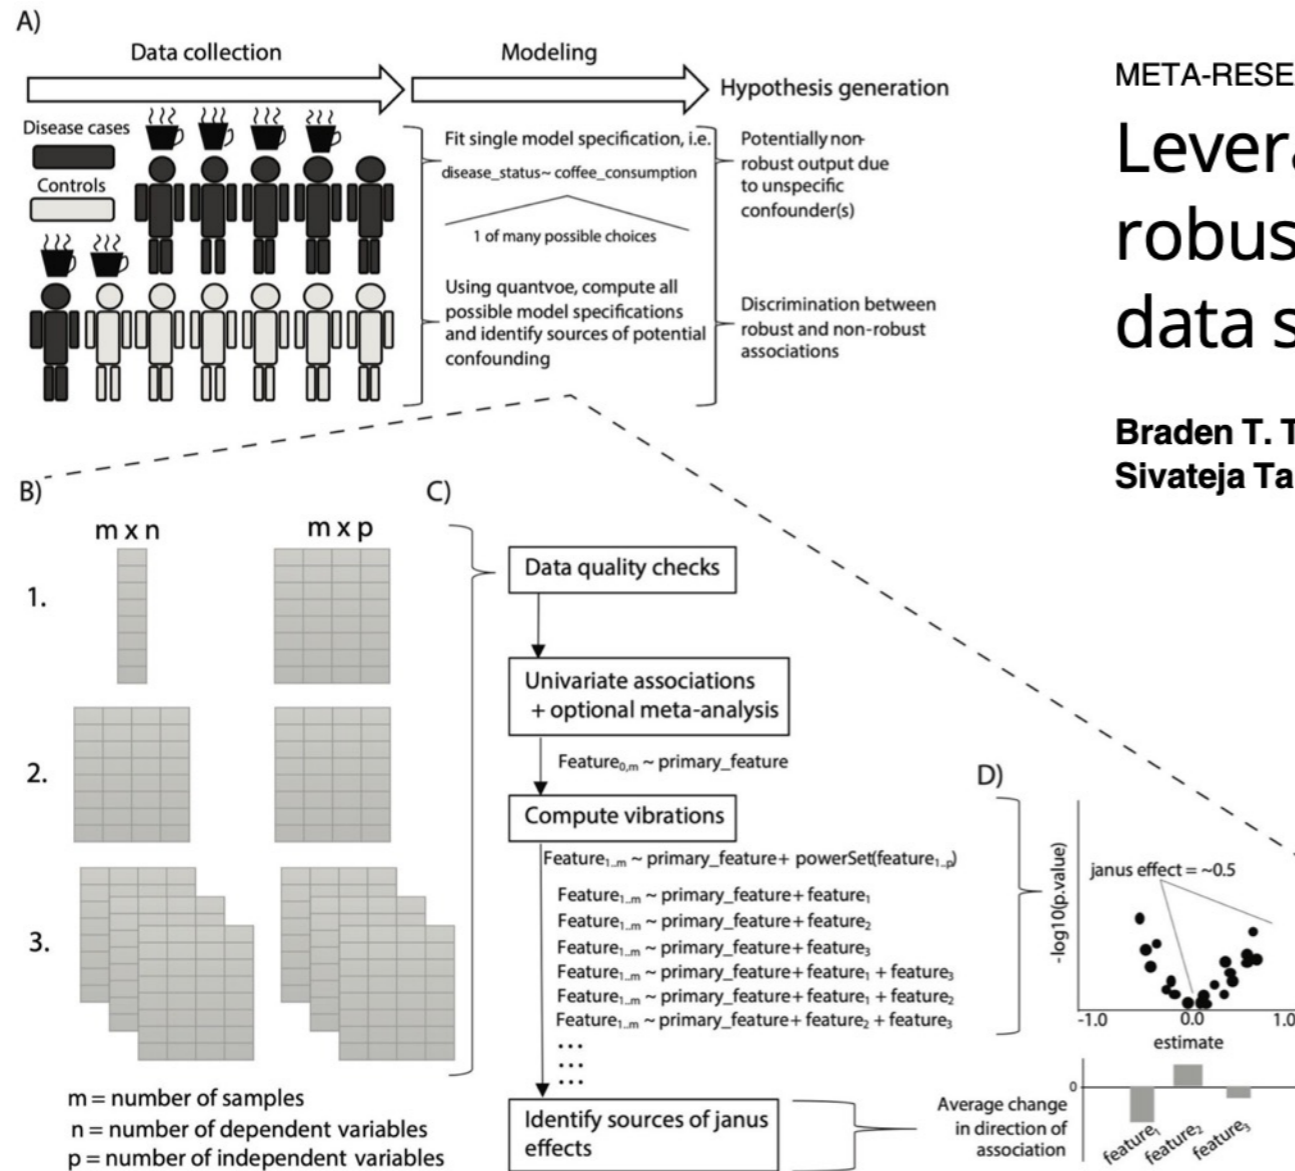 A)
Data collection
Modeling
Hypothesis generation
Disease cases
Controls
Fit single model specification, i.e.
disease_status~ coffee_consumption
1 of many possible choices
Using quantvoe, compute all
possible model specifications
and identify sources of potential
confounding
Potentially non-
robust output due
to unspecific
confounder(s)
Discrimination between
robust and non-robust
associations
META-RESE
Levera
robus
data s
Braden T. T
Sivateja Ta
B)
m x n
m x p
1.
2.
3.
m = number of samples
n = number of dependent variables
p = number of independent variables
C)
Data quality checks
Univariate associations
+ optional meta-analysis
Feature0,m ~ primary_feature
Compute vibrations
Feature1..m ~ primary_feature+ powerSet(feature1..p)
Feature1..m ~ primary_feature+ feature1
Feature1..m ~ primary_feature+ feature2
Feature1..m ~ primary_feature+ feature3
Feature1..m ~ primary_feature+ feature1 + feature3
Feature1..m ~ primary_feature+ feature1 + feature2
Feature1..m ~ primary_feature+ feature2 + feature3
...
...
...
Identify sources of janus
effects
D)
-log10(p.value)
janus effect = ~0.5
-1.0 0.0 1.0
estimate
0
Average change
in direction of
association
feature1 feature2 feature3